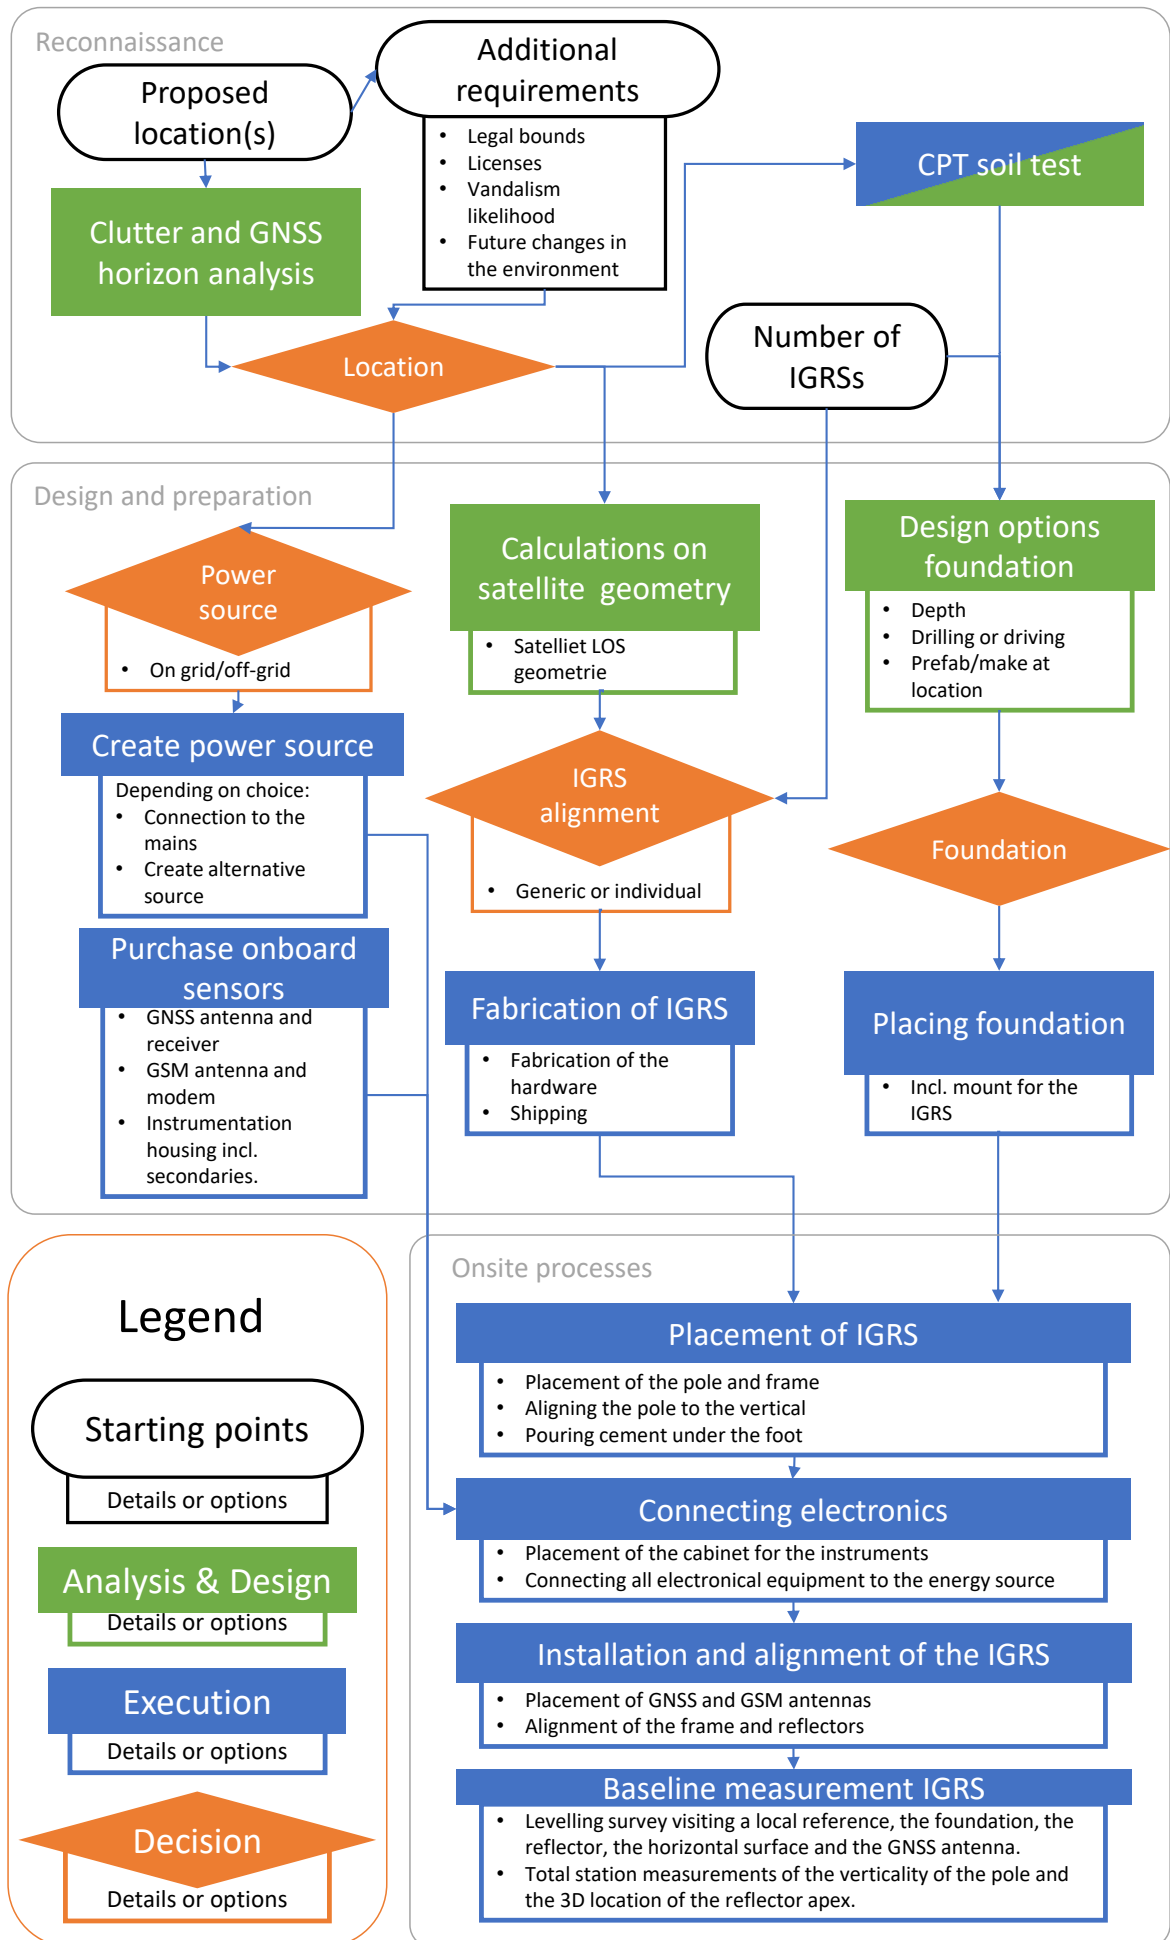 Reconnaissance
Proposed
location(s)
Additional
requirements
• Legal bounds
• Licenses
• Vandalism
likelihood
• Future changes in
the environment
CPT soil test
Clutter and GNSS
horizon analysis
Location
Number of
IGRSs
Design and preparation
Power
source
• On grid/off-grid
Create power source
Depending on choice:
• Connection to the
mains
• Create alternative
source
Purchase onboard
sensors
• GNSS antenna and
receiver
• GSM antenna and
modem
• Instrumentation
housing incl.
secondaries.
Calculations on
satellite geometry
• Satelliet LOS
geometrie
IGRS
alignment
• Generic or individual
Fabrication of IGRS
• Fabrication of the
hardware
• Shipping
Design options
foundation
• Depth
• Drilling or driving
• Prefab/make at
location
Foundation
Placing foundation
• Incl. mount for the
IGRS
Legend
Starting points
Details or options
Analysis & Design
Details or options
Execution
Details or options
Decision
Details or options
Onsite processes
Placement of IGRS
• Placement of the pole and frame
• Aligning the pole to the vertical
• Pouring cement under the foot
Connecting electronics
• Placement of the cabinet for the instruments
• Connecting all electronical equipment to the energy source
Installation and alignment of the IGRS
• Placement of GNSS and GSM antennas
• Alignment of the frame and reflectors
Baseline measurement IGRS
• Levelling survey visiting a local reference, the foundation, the
reflector, the horizontal surface and the GNSS antenna.
• Total station measurements of the verticality of the pole and
the 3D location of the reflector apex.